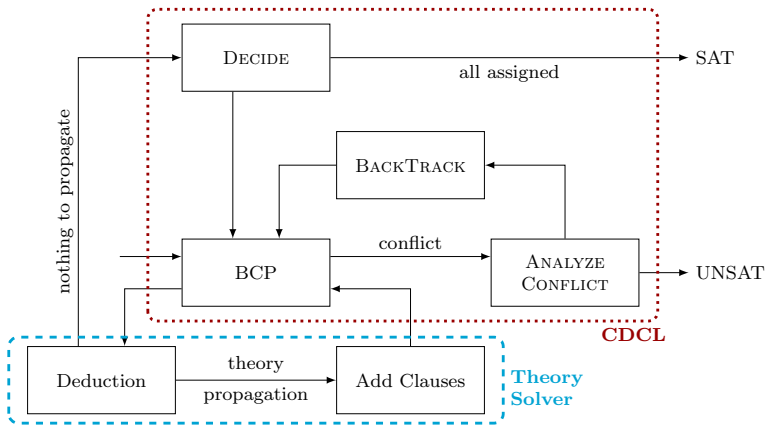 DECIDE
SAT
all assigned
nothing to propagate
BACKTRACK
conflict
BCP
ANALYZE
CONFLICT
UNSAT
CDCL
theory
propagation
Deduction
Add Clauses
Theory
Solver